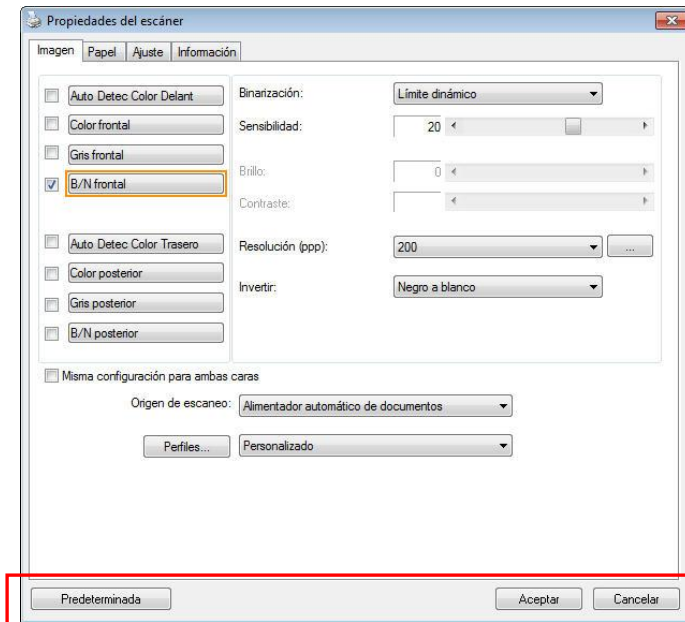 Propiedades del escáner
Imagen Papel Ajuste Información
Auto Detec Color Delant
Color frontal
Gris frontal
B/N frontal
Auto Detec Color Trasero
Color posterior
Gris posterior
B/N posterior
Binarización: Límite dinámico
Sensibilidad: 20
Brillo: 0
Contraste:
Resolución (ppp): 200 ...
Invertir: Negro a blanco
Misma configuración para ambas caras
Origen de escaneo: Alimentador automático de documentos
Perfiles... Personalizado
Predeterminada Aceptar Cancelar